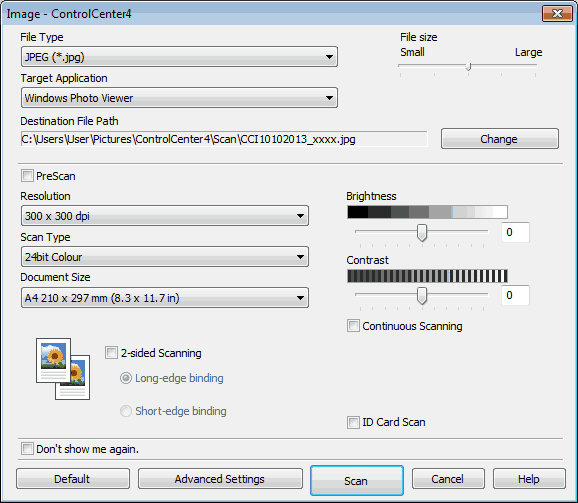 Image - ControlCenter4
File Type
File size
JPEG (*.jpg)
Small Large
Target Application
Windows Photo Viewer
Destination File Path
C:\Users\User\Pictures\ControlCenter4\Scan\CCI10102013_xxxx.jpg
Change
PreScan
Resolution
Brightness
300 x 300 dpi
0
Scan Type
24bit Colour
Contrast
Document Size
A4 210 x 297 mm (8.3 x 11.7 in)
0
Continuous Scanning
2-sided Scanning
Long-edge binding
Short-edge binding
ID Card Scan
Don't show me again.
Default Advanced Settings Scan Cancel Help